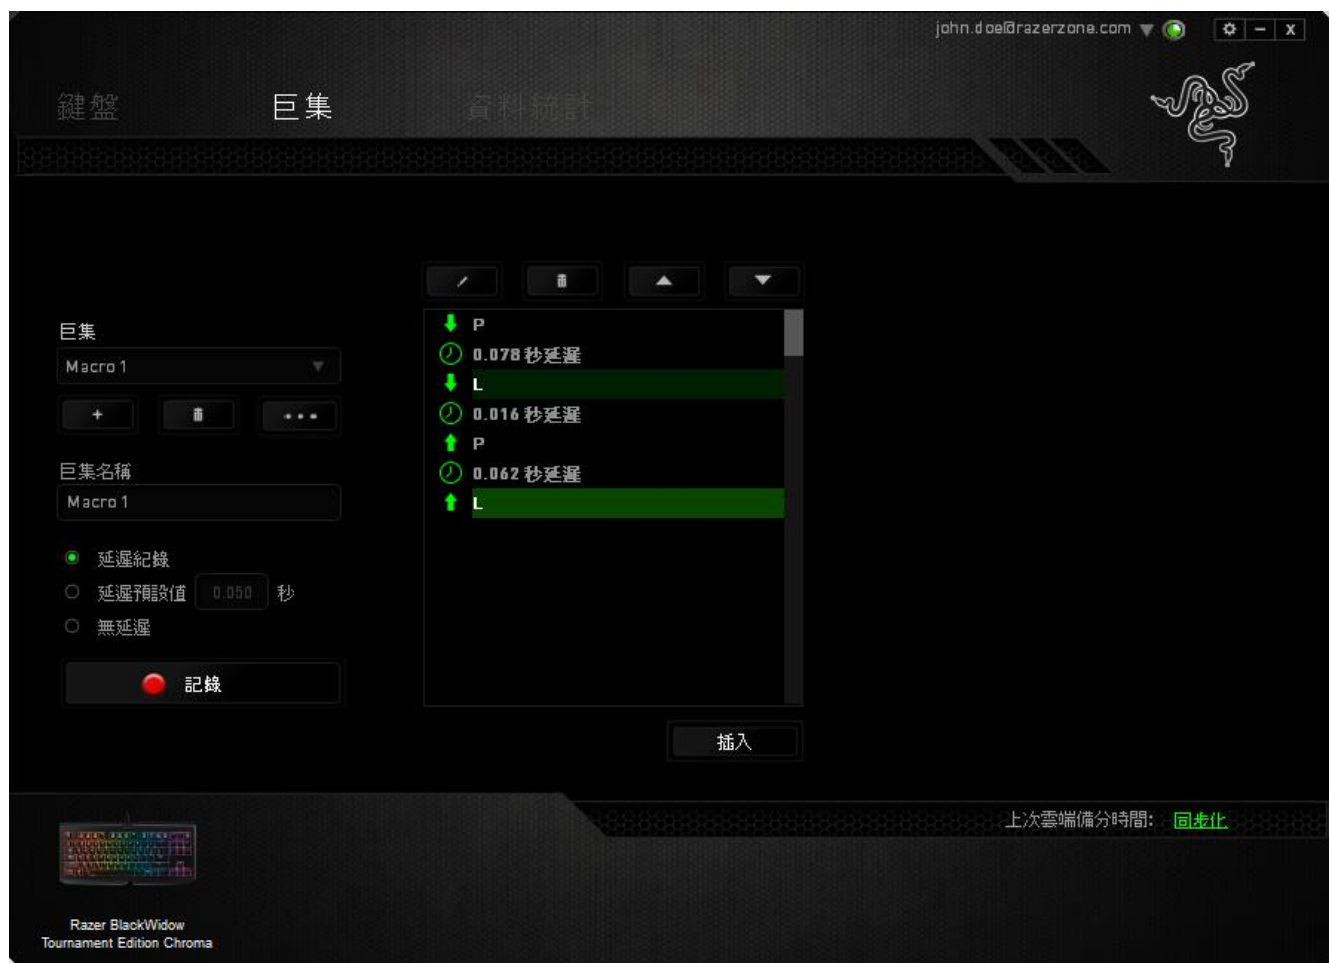 john.doe@razerzone.com
鍵盤 巨集 資料統計
巨集
Macro 1
巨集名稱
Macro 1
延遲紀錄
延遲預設值 0.050 秒
無延遲
記錄
P
0.078 秒延遲
L
0.016 秒延遲
P
0.062 秒延遲
L
插入
上次雲端備分時間: 同步化
Razer BlackWidow
Tournament Edition Chroma